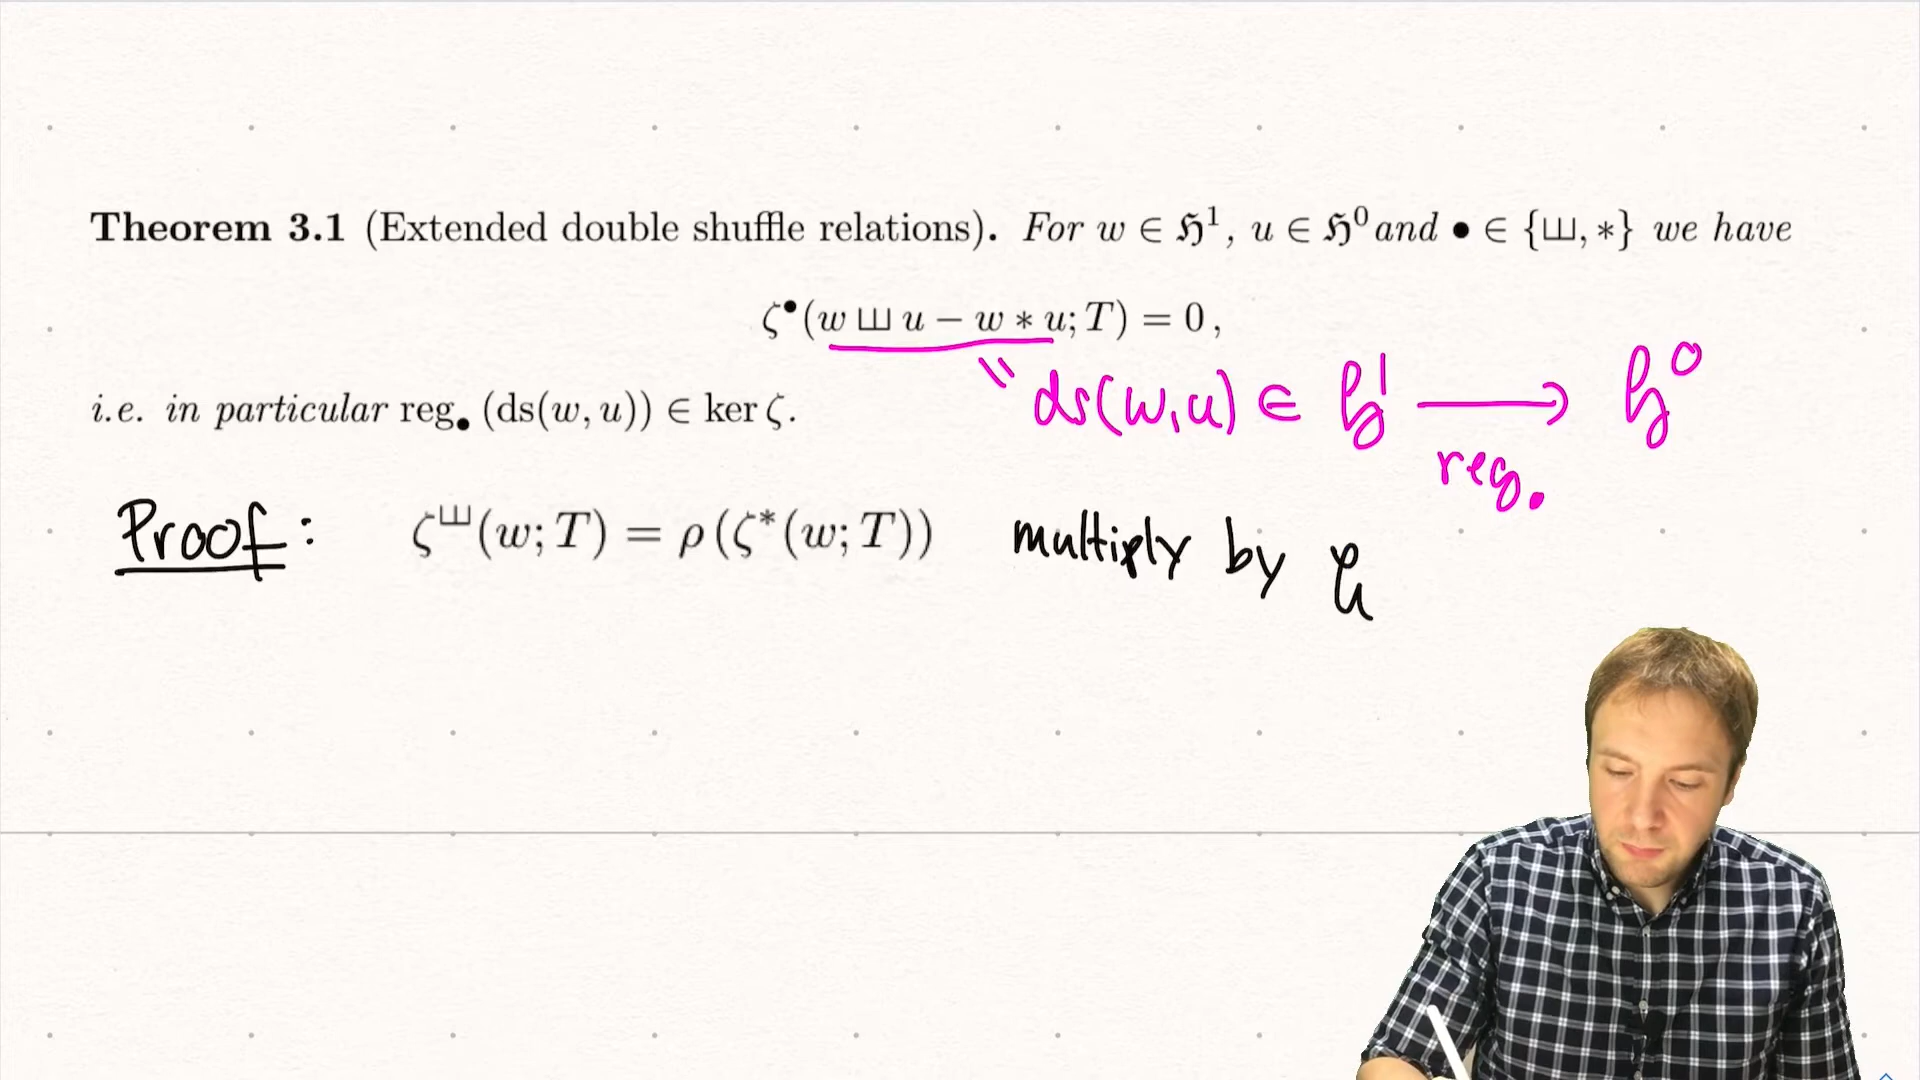 Theorem 3.1 (Extended double shuffle relations). For w ∈ ℌ¹, u ∈ ℌ⁰ and • ∈ {ш, ∗} we have
ζ•(w ш u − w ∗ u; T) = 0 ,
" ds(w,u) ∈ ℌ¹ ⟶ ℌ⁰
i.e. in particular reg• (ds(w, u)) ∈ ker ζ.
reg•
Proof : ζш(w; T) = ρ(ζ*(w; T)) multiply by